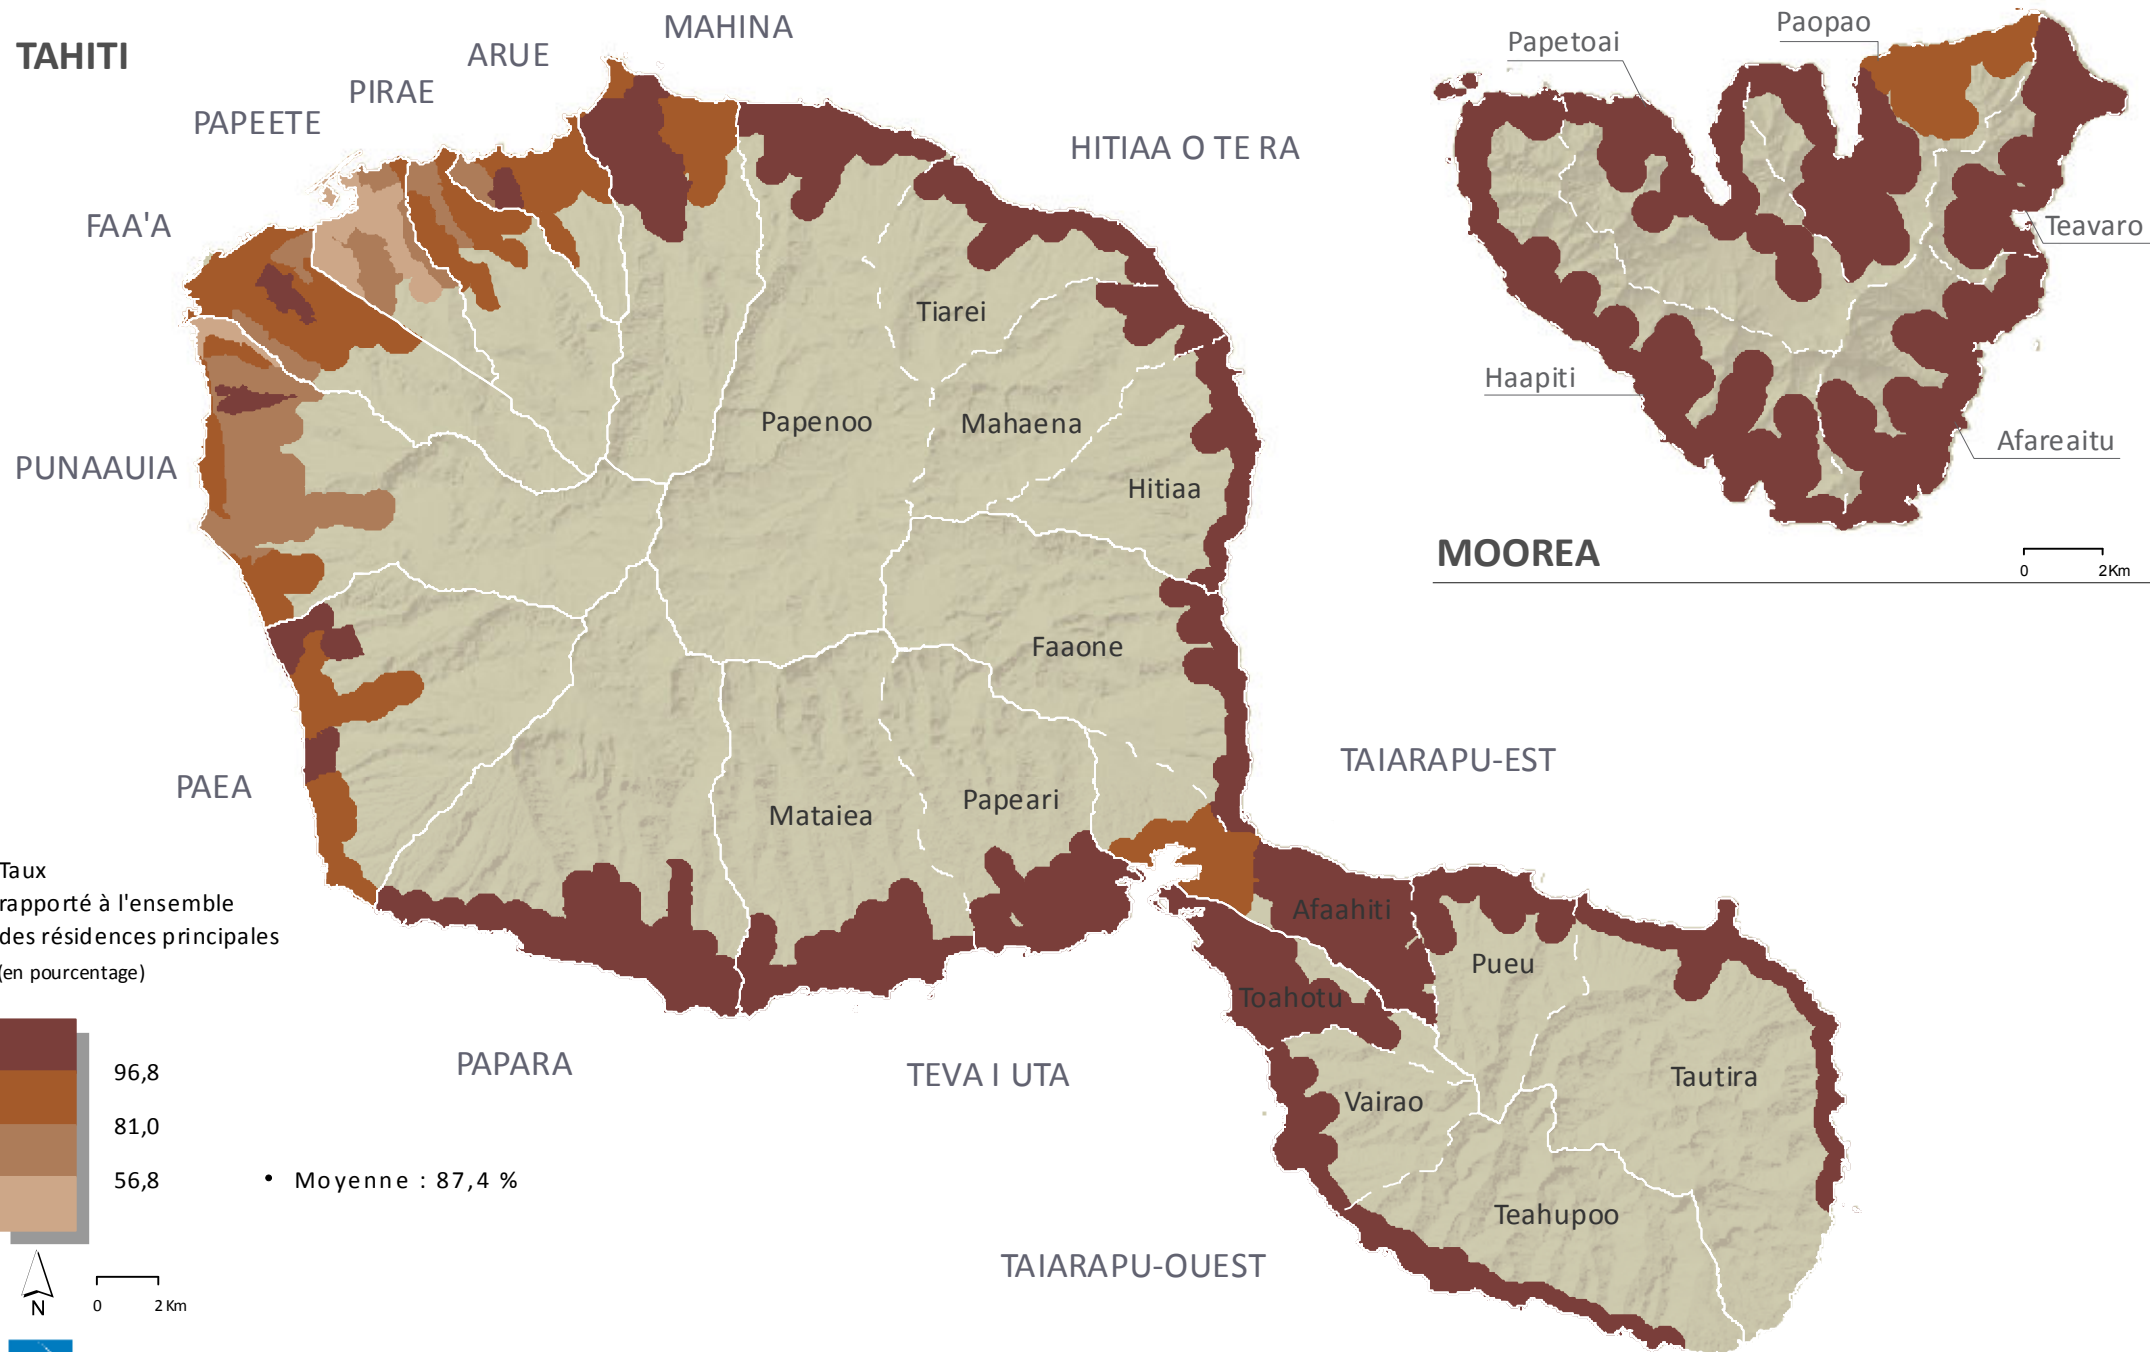 TAHITI
MAHINA
ARUE
PIRAE
PAPEETE
FAA'A
HITIAA O TE RA
PUNAAUIA
Tiarei
Papenoo
Mahaena
Hitiaa
Faaone
PAEA
Mataiea
Papeari
TAIARAPU-EST
Afaahiti
Pueu
Toahotu
Tautira
Vairao
Teahupoo
PAPARA
TEVA I UTA
TAIARAPU-OUEST
Papetoai
Paopao
Teavaro
Haapiti
Afareaitu
MOOREA
0 2Km
Taux
rapporté à l'ensemble
des résidences principales
(en pourcentage)
96,8
81,0
56,8
• Moyenne : 87,4 %
N
0 2 Km